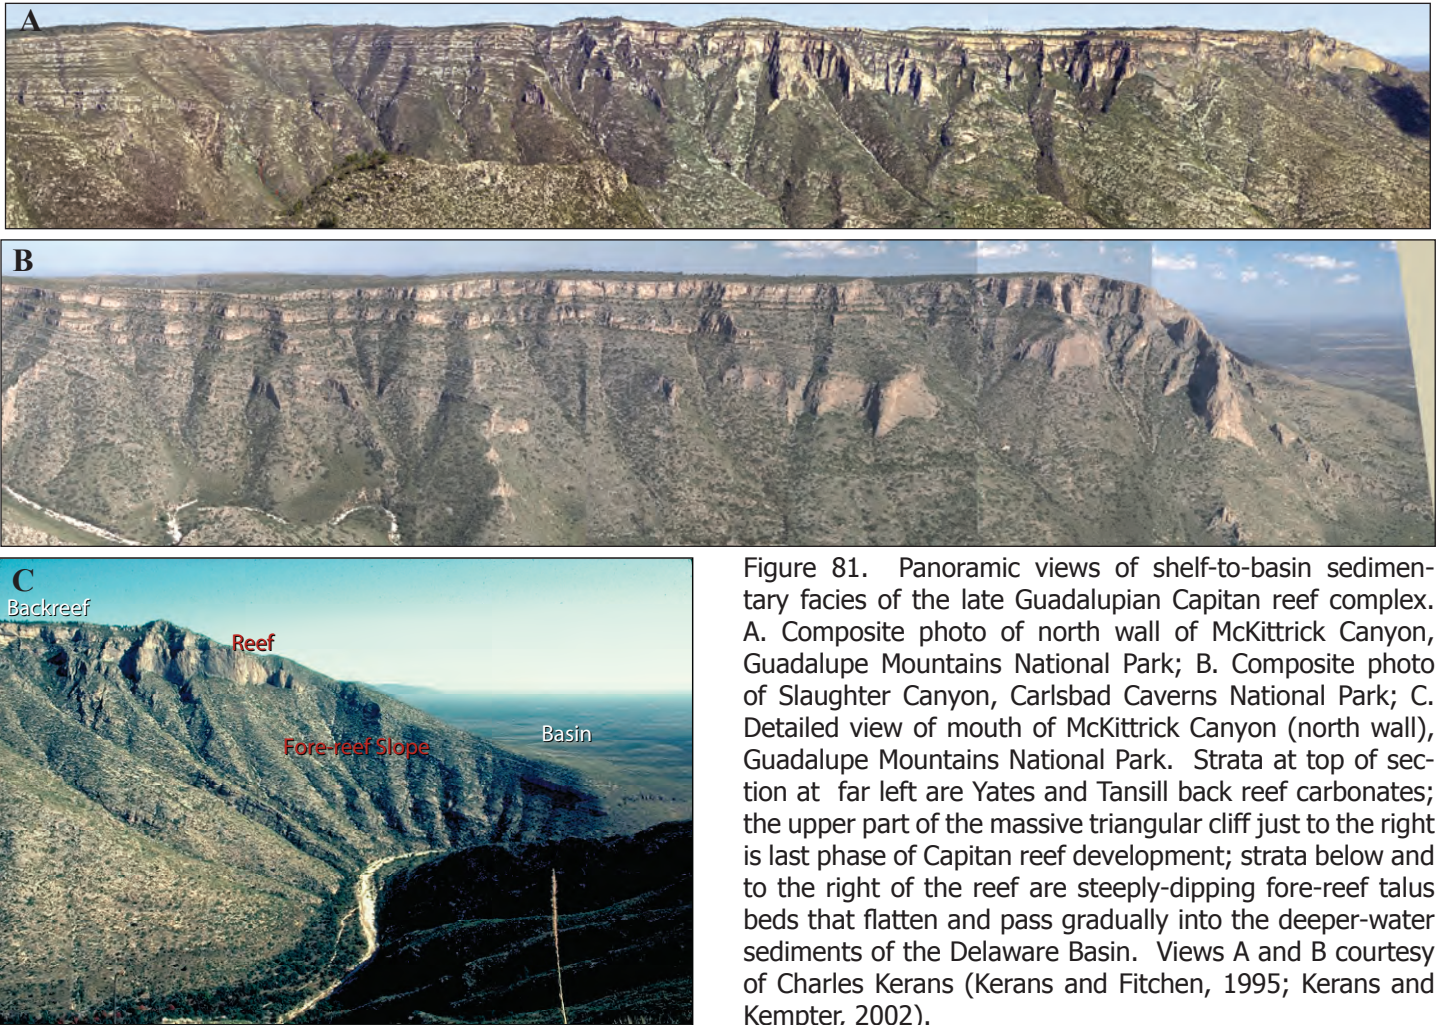 A
B
C
Backreef
Reef
Fore-reef Slope
Basin
Figure 81. Panoramic views of shelf-to-basin sedimen-
tary facies of the late Guadalupian Capitan reef complex.
A. Composite photo of north wall of McKittrick Canyon,
Guadalupe Mountains National Park; B. Composite photo
of Slaughter Canyon, Carlsbad Caverns National Park; C.
Detailed view of mouth of McKittrick Canyon (north wall),
Guadalupe Mountains National Park. Strata at top of sec-
tion at far left are Yates and Tansill back reef carbonates;
the upper part of the massive triangular cliff just to the right
is last phase of Capitan reef development; strata below and
to the right of the reef are steeply-dipping fore-reef talus
beds that flatten and pass gradually into the deeper-water
sediments of the Delaware Basin. Views A and B courtesy
of Charles Kerans (Kerans and Fitchen, 1995; Kerans and
Kempter, 2002).